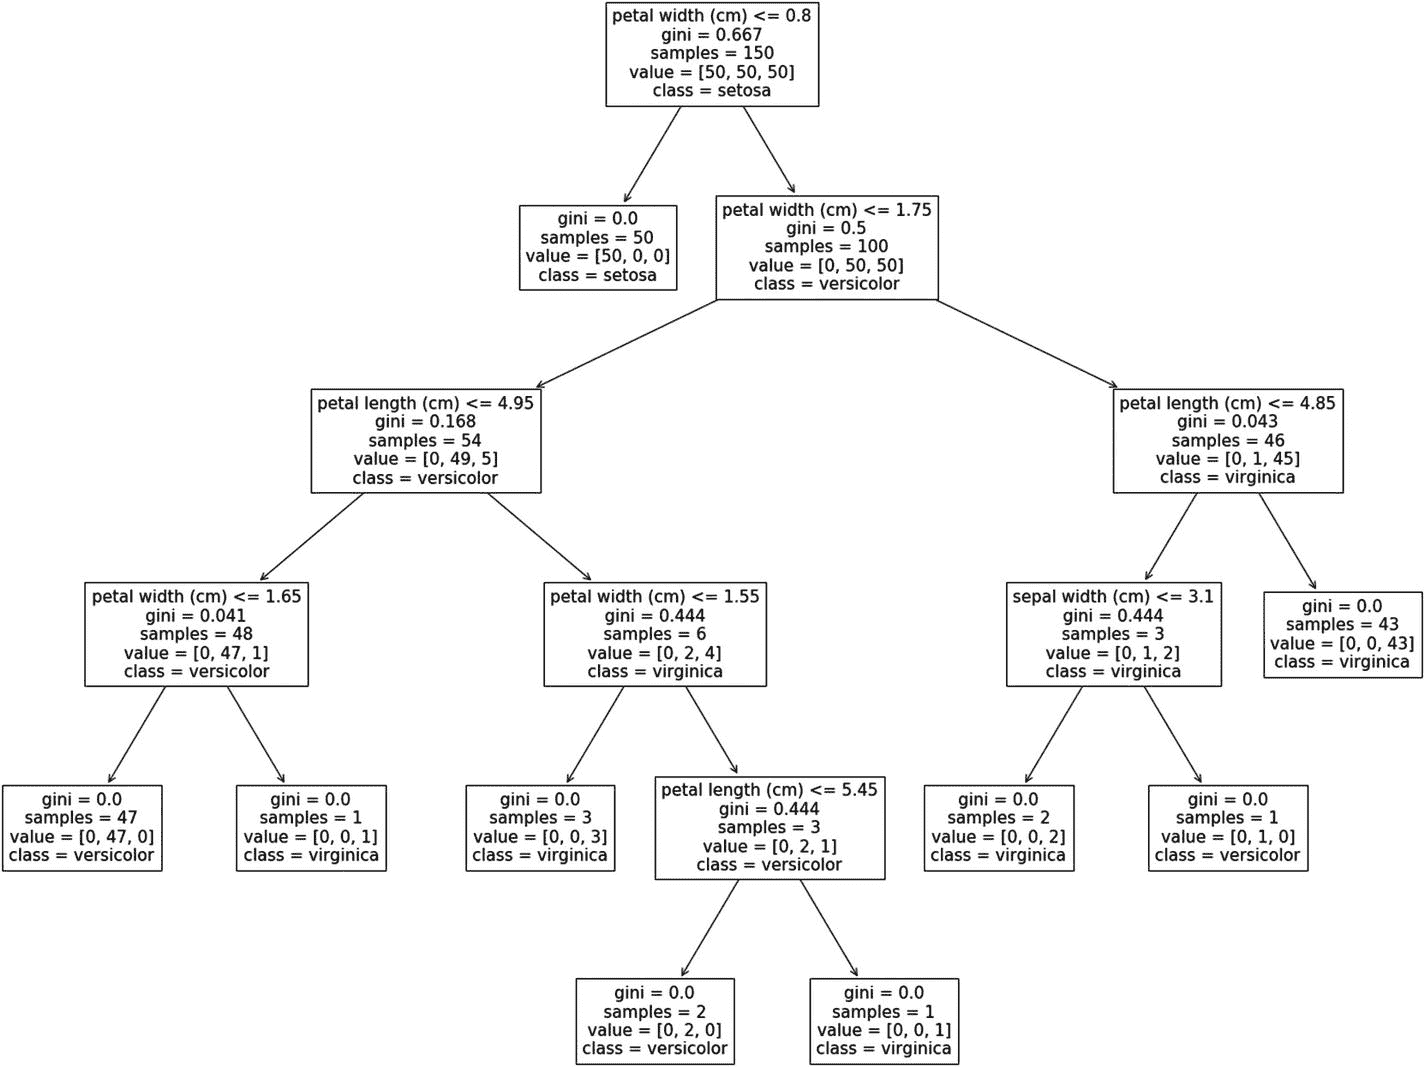 petal width (cm) <= 0.8
gini = 0.667
samples = 150
value = [50, 50, 50]
class = setosa
gini = 0.0
samples = 50
value = [50, 0, 0]
class = setosa
petal width (cm) <= 1.75
gini = 0.5
samples = 100
value = [0, 50, 50]
class = versicolor
petal length (cm) <= 4.95
gini = 0.168
samples = 54
value = [0, 49, 5]
class = versicolor
petal length (cm) <= 4.85
gini = 0.043
samples = 46
value = [0, 1, 45]
class = virginica
petal width (cm) <= 1.65
gini = 0.041
samples = 48
value = [0, 47, 1]
class = versicolor
petal width (cm) <= 1.55
gini = 0.444
samples = 6
value = [0, 2, 4]
class = virginica
sepal width (cm) <= 3.1
gini = 0.444
samples = 3
value = [0, 1, 2]
class = virginica
gini = 0.0
samples = 43
value = [0, 0, 43]
class = virginica
gini = 0.0
samples = 47
value = [0, 47, 0]
class = versicolor
gini = 0.0
samples = 1
value = [0, 0, 1]
class = virginica
gini = 0.0
samples = 3
value = [0, 0, 3]
class = virginica
petal length (cm) <= 5.45
gini = 0.444
samples = 3
value = [0, 2, 1]
class = versicolor
gini = 0.0
samples = 2
value = [0, 0, 2]
class = virginica
gini = 0.0
samples = 1
value = [0, 1, 0]
class = versicolor
gini = 0.0
samples = 2
value = [0, 2, 0]
class = versicolor
gini = 0.0
samples = 1
value = [0, 0, 1]
class = virginica